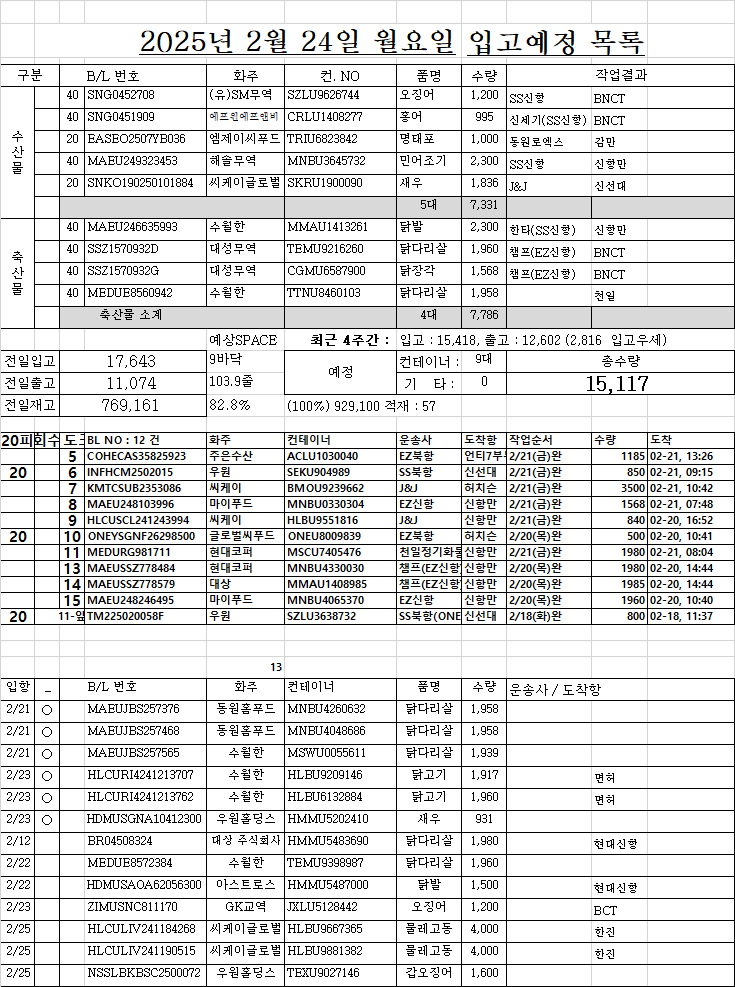 2025년 2월 24일 월요일 입고예정 목록
구분 B/L 번호 화주 컨. NO 품명 수량 작업결과
수산물
40 SNG0452708 (유)SM무역 SZLU9626744 오징어 1,200 SS신항 BNCT
40 SNG0451909 에프윈에프앤비 CRLU1408277 홍어 995 신세기(SS신항) BNCT
20 EASEO2507YB036 엠제이씨푸드 TRIU6823842 명태포 1,000 동원로엑스 감만
40 MAEU249323453 해솔무역 MNBU3645732 민어조기 2,300 SS신항 신항만
20 SNKO190250101884 씨케이글로벌 SKRU1900090 새우 1,836 J&J 신선대
5대 7,331
축산물
40 MAEU246635993 수월한 MMAU1413261 닭발 2,300 한타(SS신항) 신항만
40 SSZ1570932D 대성무역 TEMU9216260 닭다리살 1,960 챔프(EZ신항) BNCT
40 SSZ1570932G 대성무역 CGMU6587900 닭장각 1,568 챔프(EZ신항) BNCT
40 MEDUE8560942 수월한 TTNU8460103 닭다리살 1,958 천일
축산물 소계 4대 7,786
예상SPACE 최근 4주간 : 입고 : 15,418, 출고 : 12,602 (2,816 입고우세)
전일입고 17,643 9바닥 예정 컨테이너 : 9대 총수량
전일출고 11,074 103.9줄 기 타 : 0 15,117
전일재고 769,161 82.8% (100%) 929,100 적재 : 57
20피 회수 도크 BL NO : 12 건 화주 컨테이너 운송사 도착항 작업순서 수량 도착
5 COHECAS35825923 주은수산 ACLU1030040 EZ북항 언티7부 2/21(금)완 1185 02-21, 13:26
20 6 INFHCM2502015 우원 SEKU904989 SS북항 신선대 2/21(금)완 850 02-21, 09:15
7 KMTCSUB2353086 씨케이 BMOU9239662 J&J 허치슨 2/21(금)완 3500 02-21, 10:42
8 MAEU248103996 마이푸드 MNBU0330304 EZ신항 신항만 2/21(금)완 1568 02-21, 07:48
9 HLCUSCL241243994 씨케이 HLBU9551816 J&J 신항만 2/21(금)완 840 02-20, 16:52
20 10 ONEYSGNF26298500 글로벌씨푸드 ONEU8009839 EZ북항 허치슨 2/20(목)완 500 02-20, 10:41
11 MEDURG981711 현대코퍼 MSCU7405476 천일정기화물 신항만 2/21(금)완 1980 02-21, 08:04
13 MAEUSSZ778484 현대코퍼 MNBU4330030 챔프(EZ신항) 신항만 2/20(목)완 1980 02-20, 14:44
14 MAEUSSZ778579 대상 MMAU1408985 챔프(EZ신항) 신항만 2/20(목)완 1985 02-20, 14:44
15 MAEU248246495 마이푸드 MNBU4065370 EZ신항 신항만 2/20(목)완 1960 02-20, 10:40
20 11-앞 TM225020058F 우원 SZLU3638732 SS북항(ONE 신선대 2/18(화)완 800 02-18, 11:37
13
입항 _ B/L 번호 화주 컨테이너 품명 수량 운송사 / 도착항
2/21 ○ MAEUJBS257376 동원홈푸드 MNBU4260632 닭다리살 1,958
2/21 ○ MAEUJBS257468 동원홈푸드 MNBU4048686 닭다리살 1,958
2/21 ○ MAEUJBS257565 수월한 MSWU0055611 닭다리살 1,939
2/23 ○ HLCURI4241213707 수월한 HLBU9209146 닭고기 1,917 면허
2/23 ○ HLCURI4241213762 수월한 HLBU6132884 닭고기 1,960 면허
2/23 ○ HDMUSGNA10412300 우원홀딩스 HMMU5202410 새우 931
2/12 BR04508324 대상 주식회사 HMMU5483690 닭다리살 1,980 현대신항
2/22 MEDUE8572384 수월한 TEMU9398987 닭다리살 1,960
2/22 HDMUSAOA62056300 아스트로스 HMMU5487000 닭발 1,500 현대신항
2/23 ZIMUSNC811170 GK교역 JXLU5128442 오징어 1,200 BCT
2/25 HLCULIV241184268 씨케이글로벌 HLBU9667365 물레고둥 4,000 한진
2/25 HLCULIV241190515 씨케이글로벌 HLBU9881382 물레고둥 4,000 한진
2/25 NSSLBKBSC2500072 우원홀딩스 TEXU9027146 갑오징어 1,600